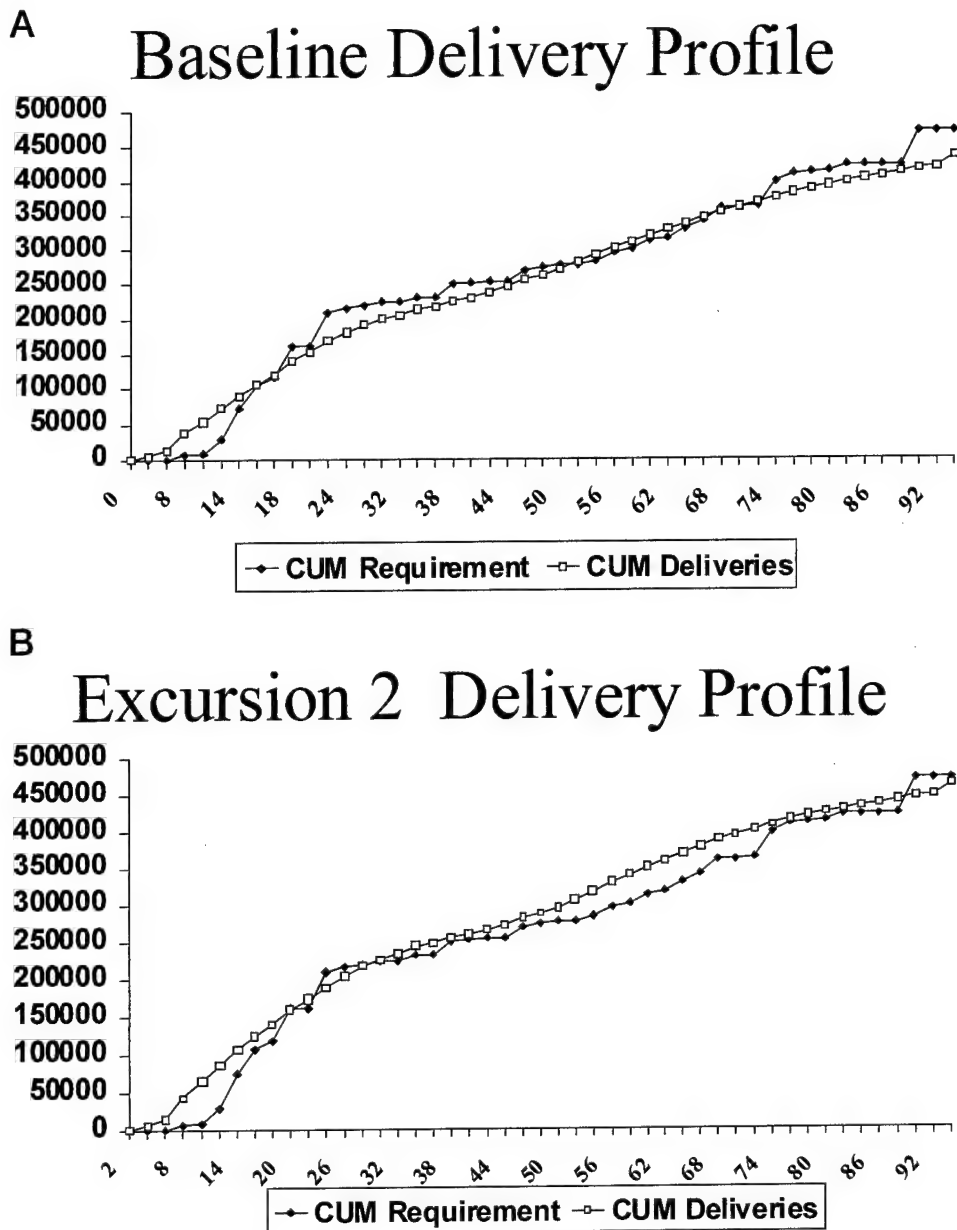 A
Baseline Delivery Profile
500000
450000
400000
350000
300000
250000
200000
150000
100000
50000
0
0 8 14 18 24 32 38 44 50 56 62 68 74 80 86 92
CUM Requirement CUM Deliveries
B
Excursion 2 Delivery Profile
500000
450000
400000
350000
300000
250000
200000
150000
100000
50000
0
2 8 14 20 26 32 38 44 50 56 62 68 74 80 86 92
CUM Requirement CUM Deliveries